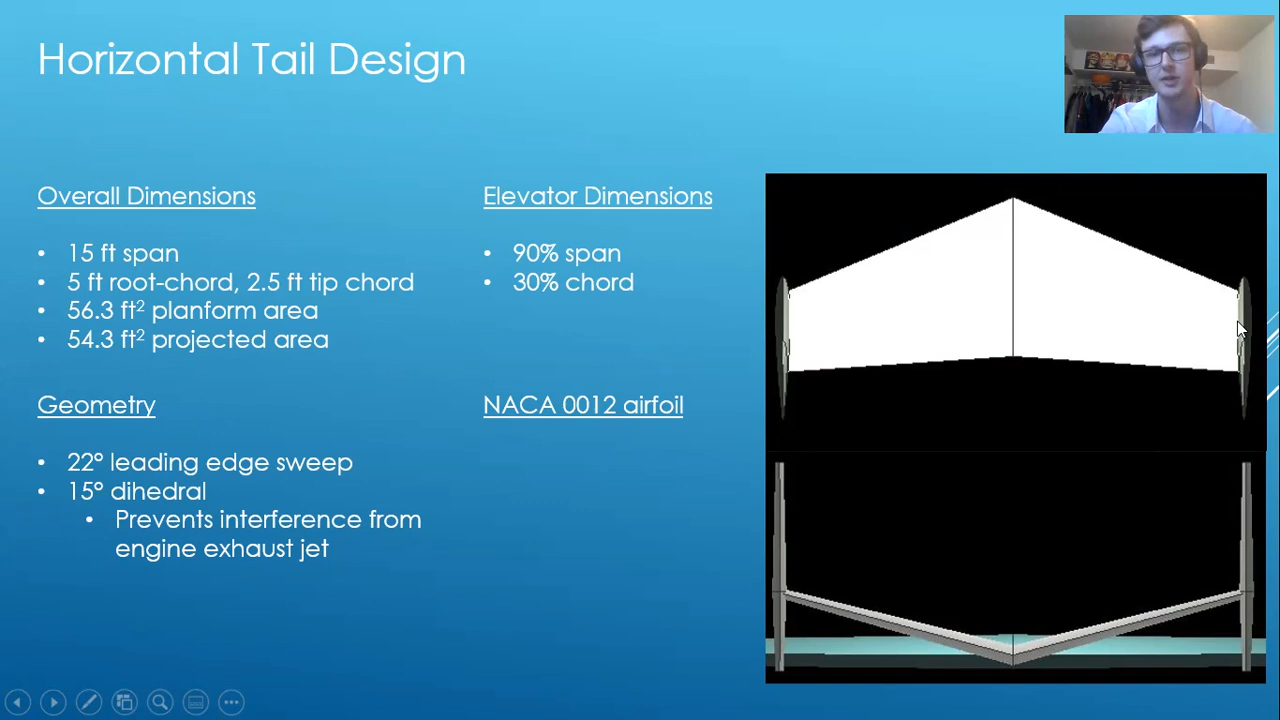 Horizontal Tail Design
Overall Dimensions
• 15 ft span
• 5 ft root-chord, 2.5 ft tip chord
• 56.3 ft² planform area
• 54.3 ft² projected area
Geometry
• 22° leading edge sweep
• 15° dihedral
• Prevents interference from
engine exhaust jet
Elevator Dimensions
• 90% span
• 30% chord
NACA 0012 airfoil